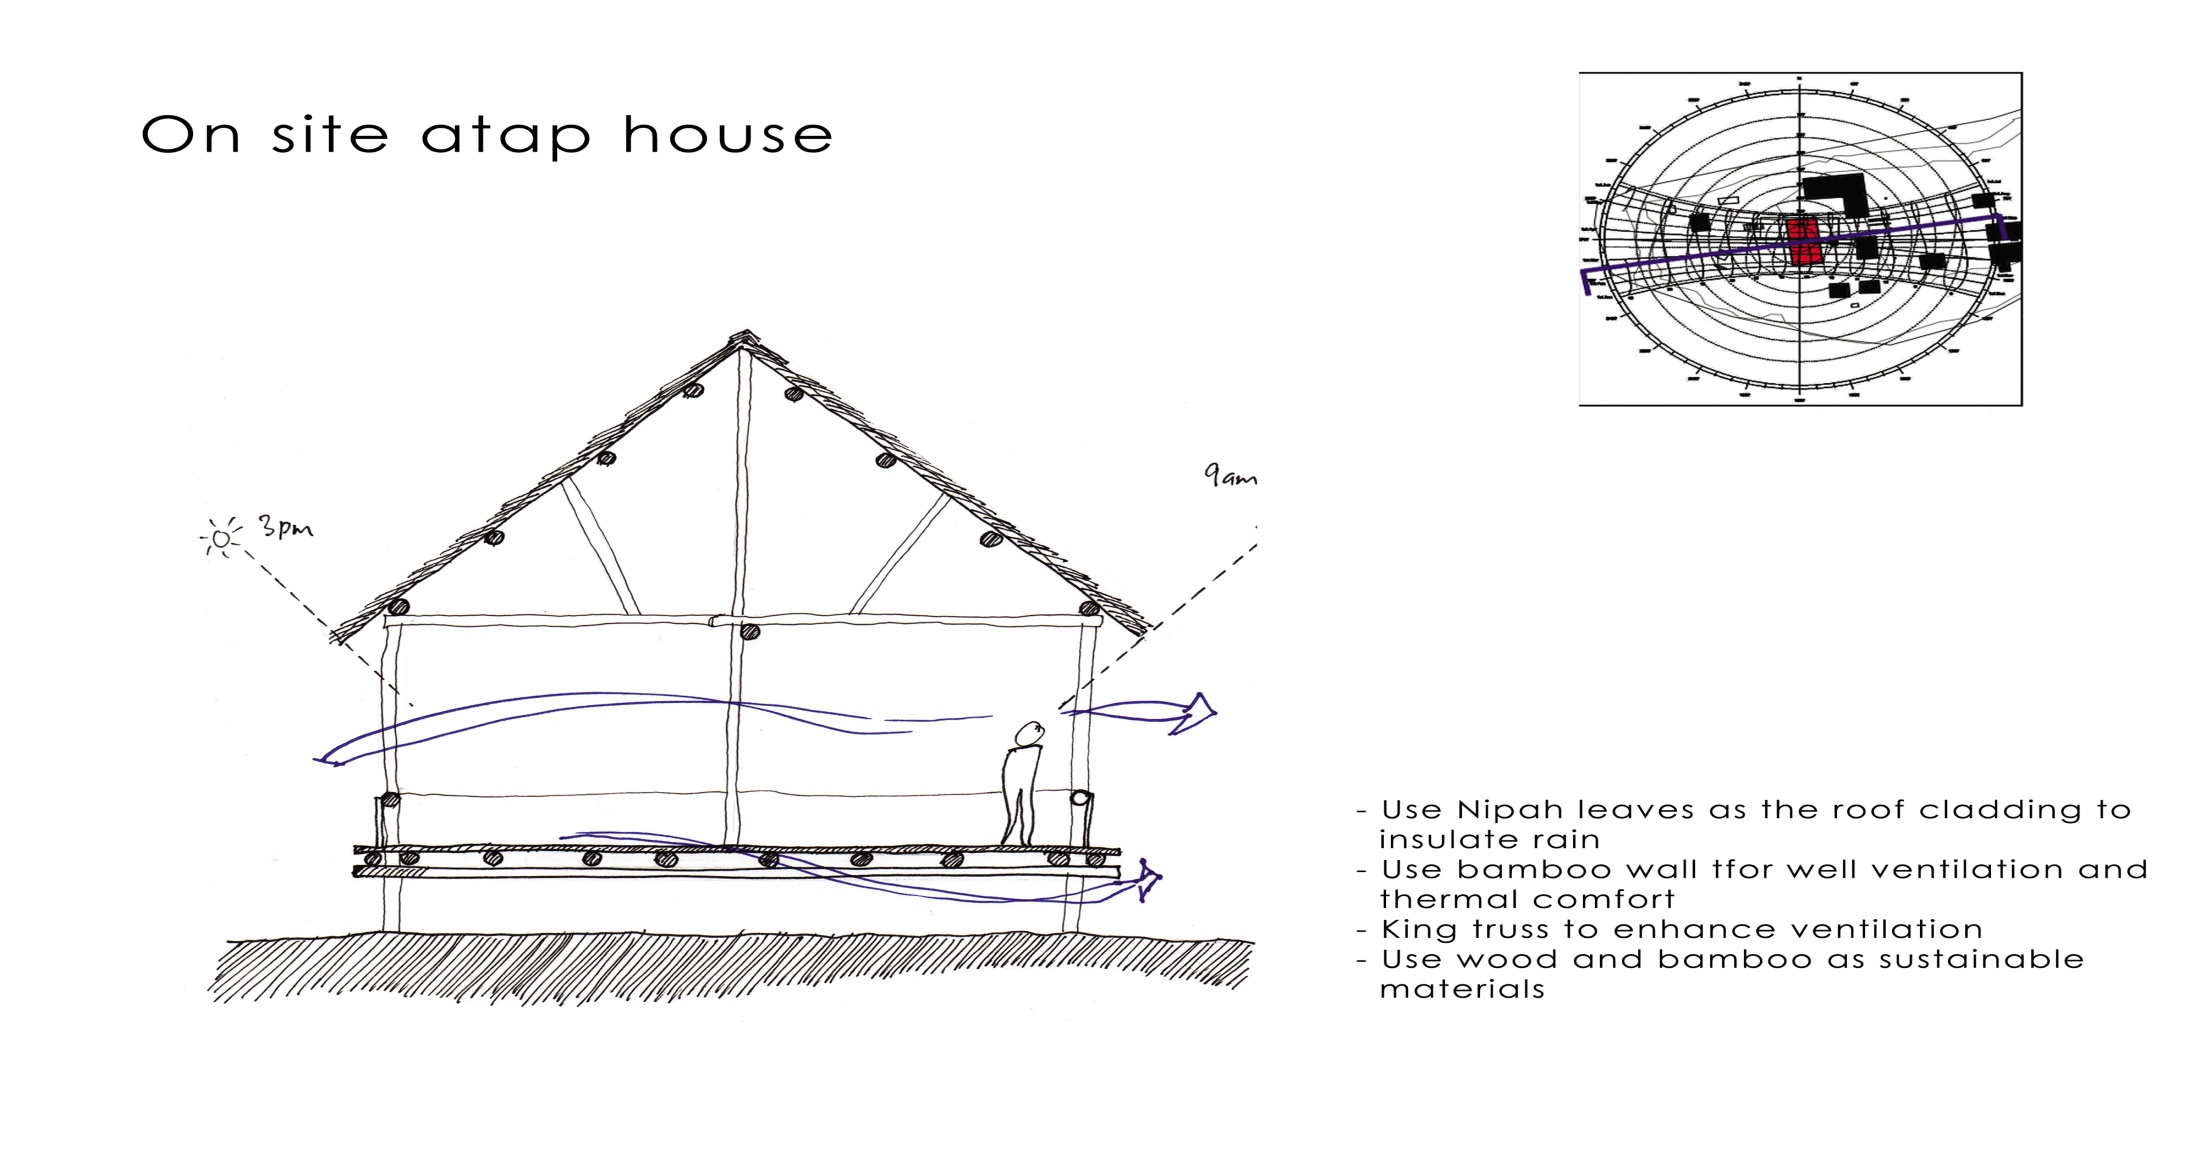 On site atap house
9am
3pm
- Use Nipah leaves as the roof cladding to
insulate rain
- Use bamboo wall tfor well ventilation and
thermal comfort
- King truss to enhance ventilation
- Use wood and bamboo as sustainable
materials